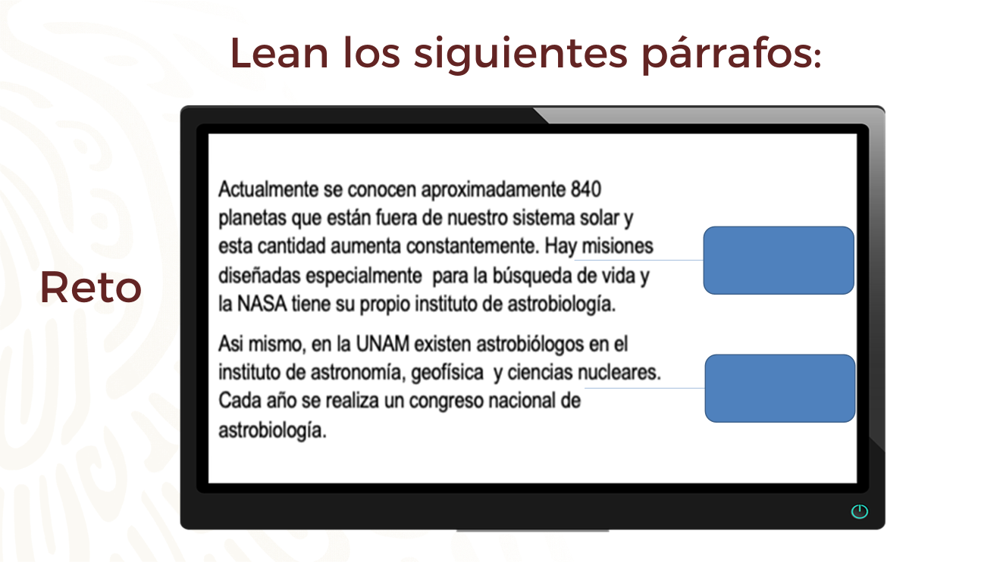 Lean los siguientes párrafos:
Reto
Actualmente se conocen aproximadamente 840
planetas que están fuera de nuestro sistema solar y
esta cantidad aumenta constantemente. Hay misiones
diseñadas especialmente para la búsqueda de vida y
la NASA tiene su propio instituto de astrobiología.
Asi mismo, en la UNAM existen astrobiólogos en el
instituto de astronomía, geofísica y ciencias nucleares.
Cada año se realiza un congreso nacional de
astrobiología.